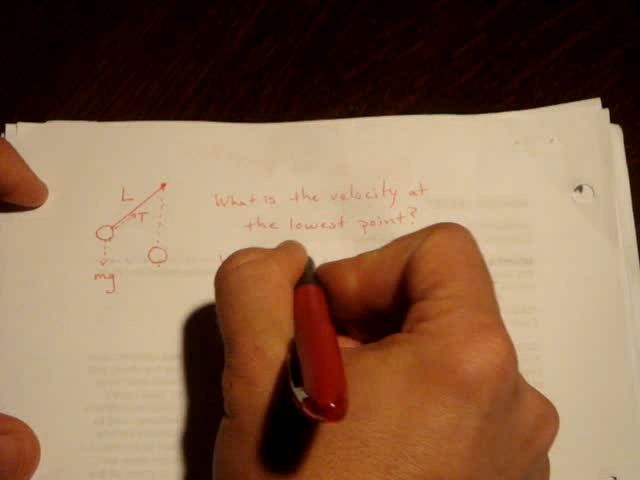 L
T
mg
What is the velocity at
the lowest point?